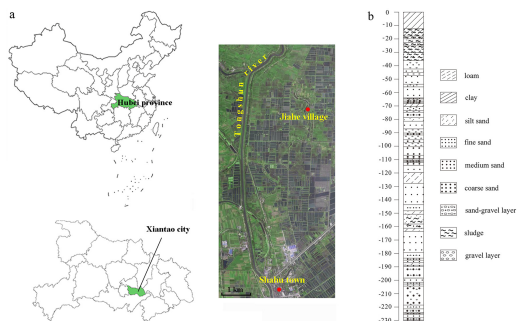 a
Hubei province
Xiantao city
Tongshun river
Jiahe village
Shahu town
1 km
b
0
-10
-20
-30
-40
-50
-60
-70
-80
-90
-100
-110
-120
-130
-140
-150
-160
-170
-180
-190
-200
-210
-220
-230
loam
clay
silt sand
fine sand
medium sand
coarse sand
sand-gravel layer
sludge
gravel layer